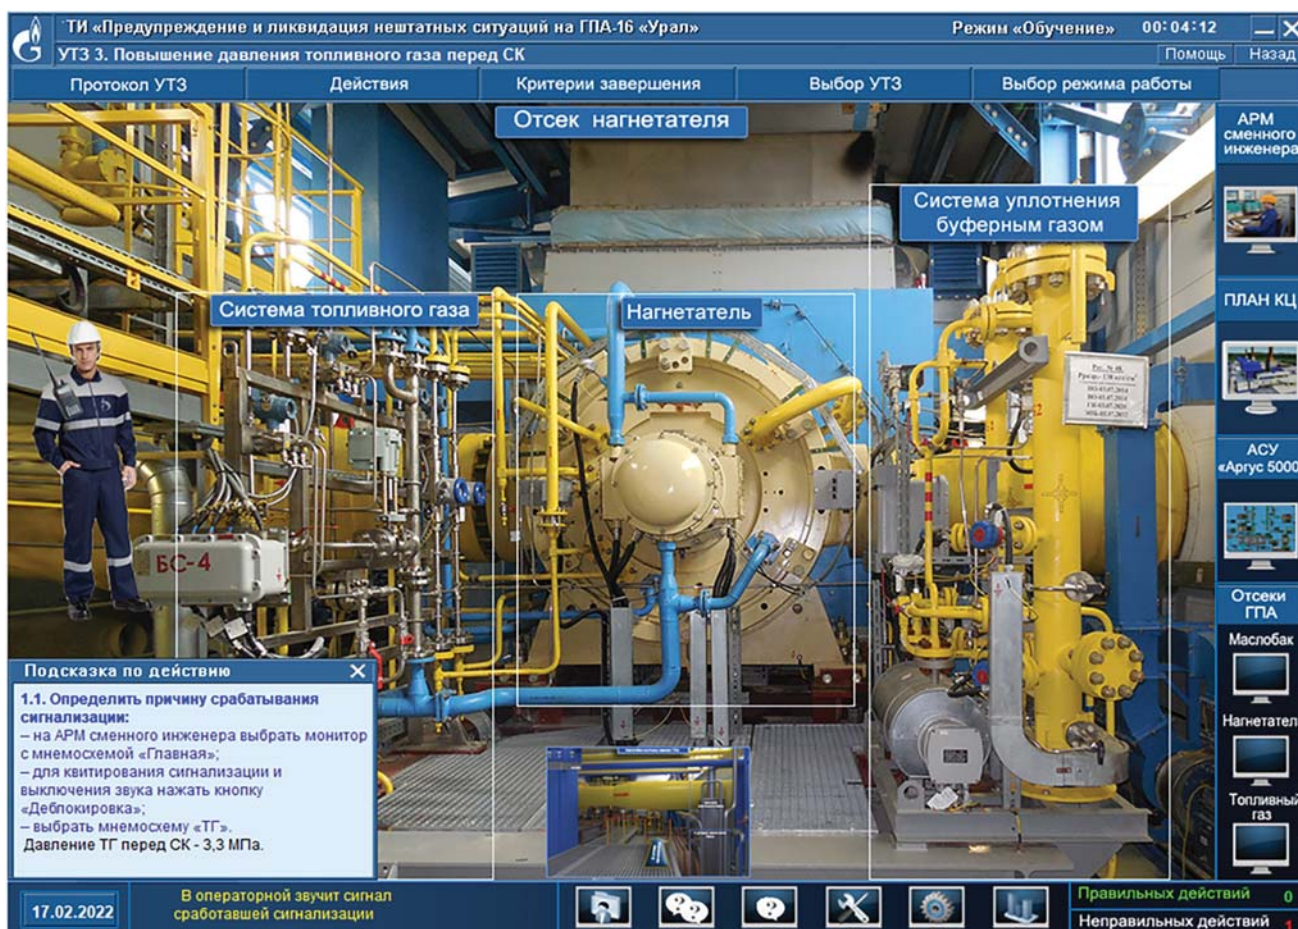 ТИ «Предупреждение и ликвидация нештатных ситуаций на ГПА-16 «Урал»
Режим «Обучение»
00:04:12
УТЗ 3. Повышение давления топливного газа перед СК
Помощь
Назад
Протокол УТЗ
Действия
Критерии завершения
Выбор УТЗ
Выбор режима работы
Отсек нагнетателя
АРМ
сменного
инженера
Система уплотнения
буферным газом
Система топливного газа
Нагнетатель
ПЛАН КЦ
АСУ
«Аргус 5000
БС-4
Отсеки
ГПА
Маслобак
Нагнетатель
Топливный
газ
Подсказка по действию
1.1. Определить причину срабатывания
сигнализации:
– на АРМ сменного инженера выбрать монитор
с мнемосхемой «Главная»;
– для квитирования сигнализации и
выключения звука нажать кнопку
«Деблокировка»;
– выбрать мнемосхему «ТГ».
Давление ТГ перед СК - 3,3 МПа.
17.02.2022
В операторной звучит сигнал
сработавшей сигнализации
Правильных действий 0
Неправильных действий 1